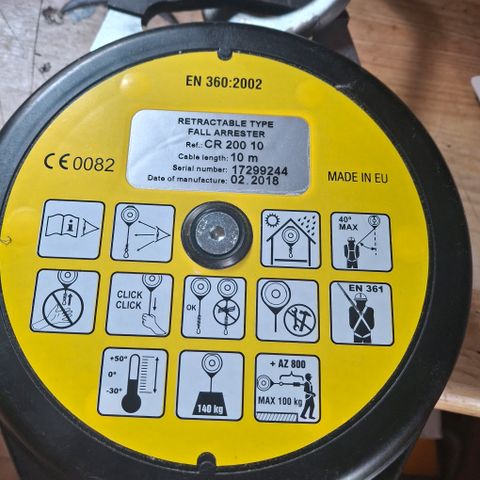 EN 360:2002
RETRACTABLE TYPE
FALL ARRESTER
Ref.: CR 200 10
Cable length: 10 m
Serial number: 17299244
Date of manufacture: 02.2018
CE 0082
MADE IN EU
i
40°
MAX
CLICK
CLICK
OK
EN 361
+50°
0°
-30°
140 kg
+ AZ 800
MAX 100 kg